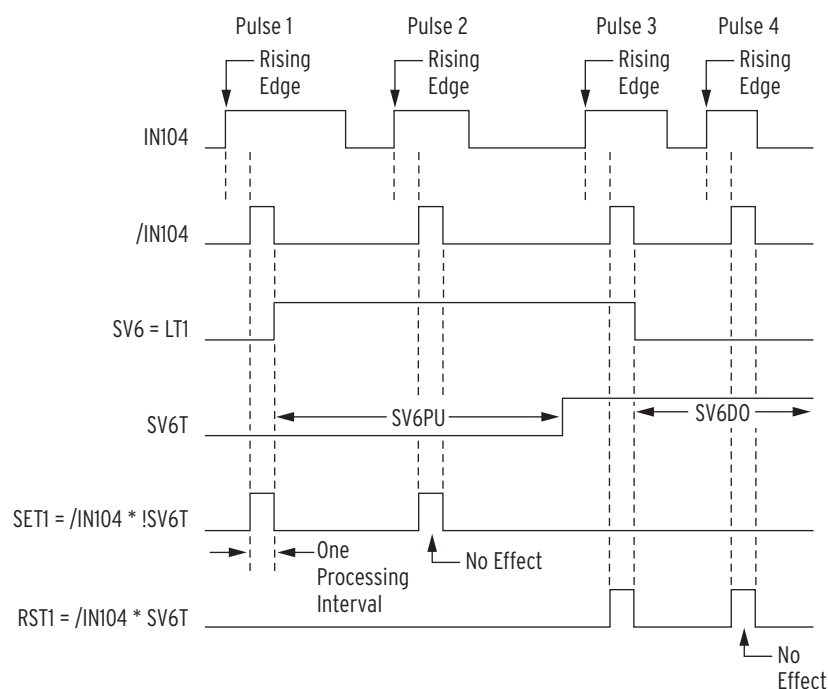 Pulse 1
Pulse 2
Pulse 3
Pulse 4
Rising
Edge
Rising
Edge
Rising
Edge
Rising
Edge
IN104
/IN104
SV6 = LT1
SV6T
SV6PU
SV6DO
SET1 = /IN104 * !SV6T
One
Processing
Interval
No Effect
RST1 = /IN104 * SV6T
No
Effect